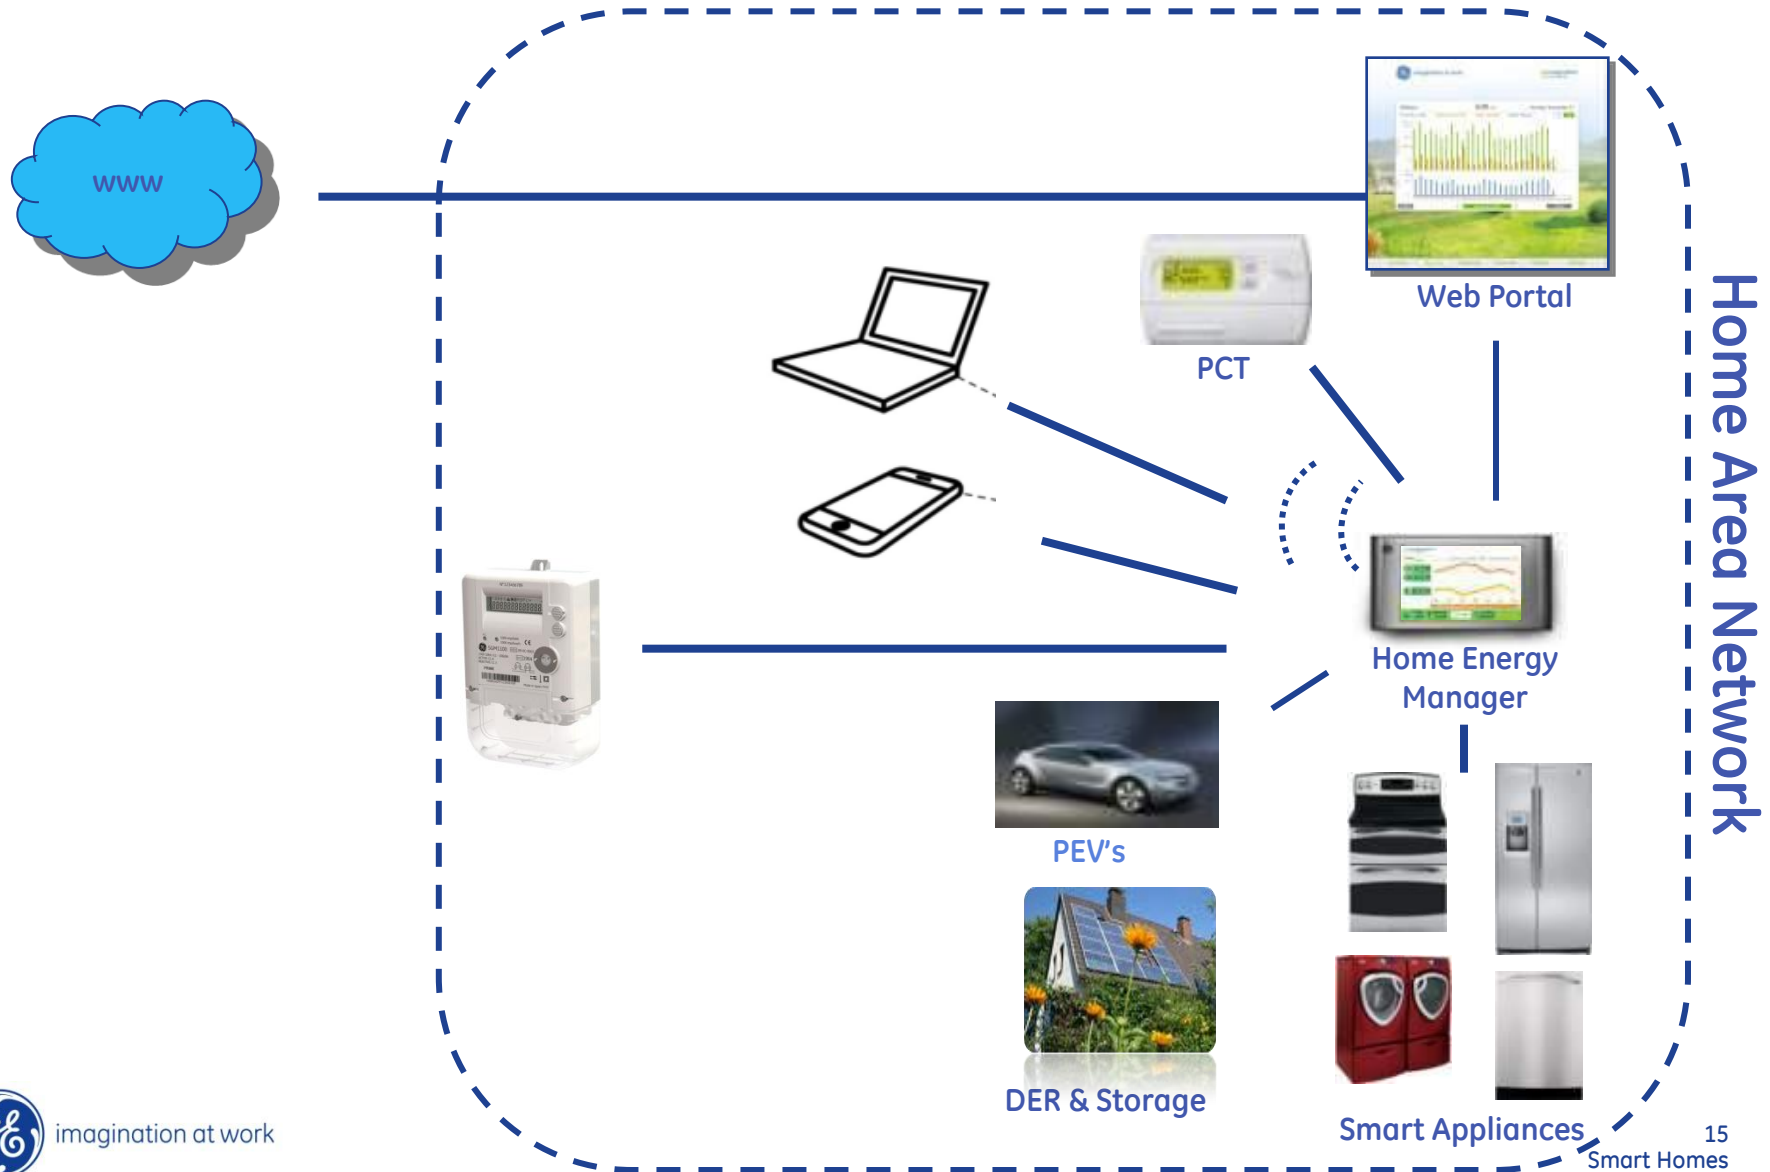 www
Web Portal
PCT
Home Area Network
Home Energy
Manager
PEV's
DER & Storage
Smart Appliances
imagination at work
15
Smart Homes